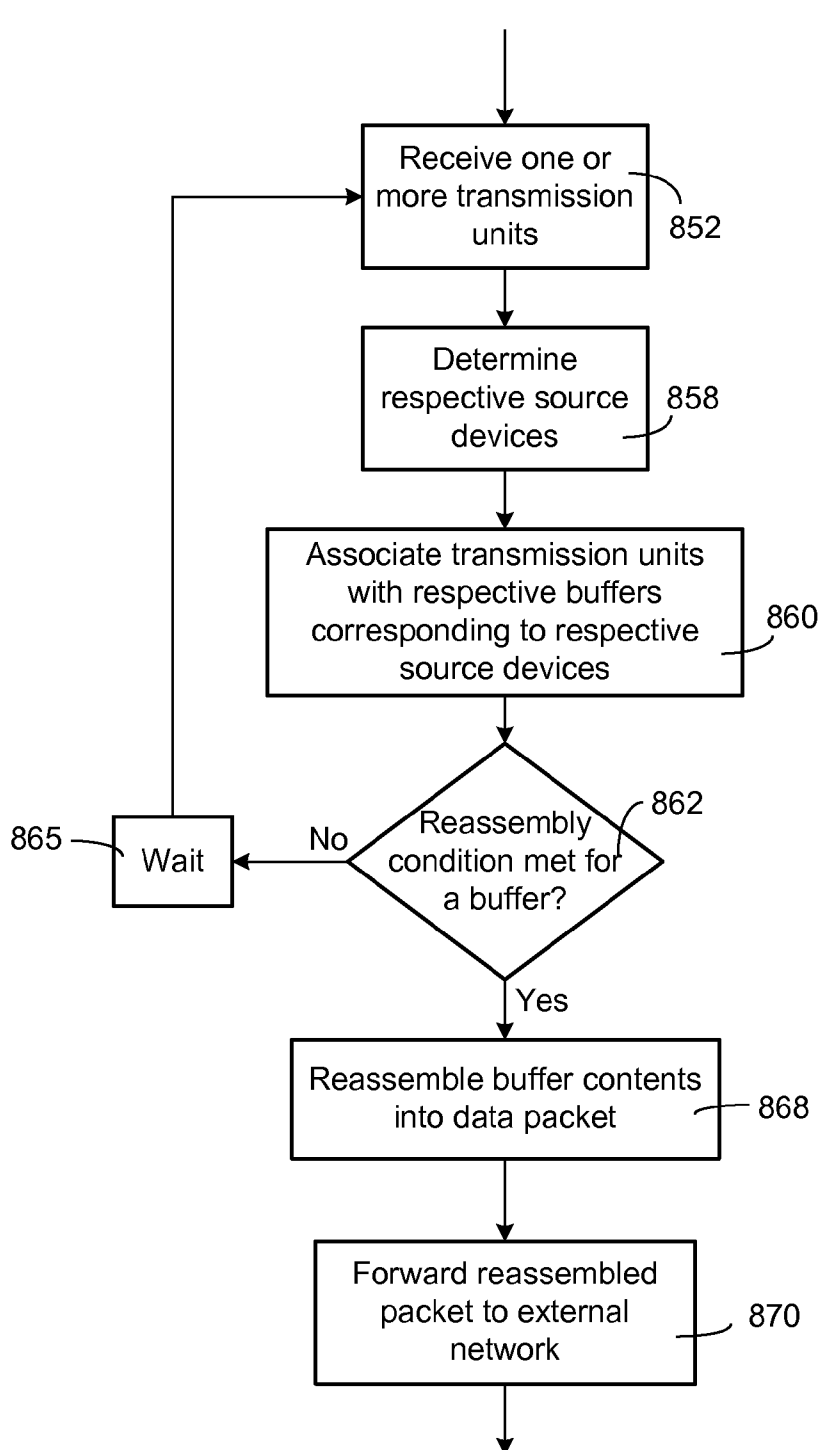 Receive one or
more transmission
units
852
Determine
respective source
devices
858
Associate transmission units
with respective buffers
corresponding to respective
source devices
860
Reassembly
condition met for
a buffer?
862
No
865
Wait
Yes
Reassemble buffer contents
into data packet
868
Forward reassembled
packet to external
network
870